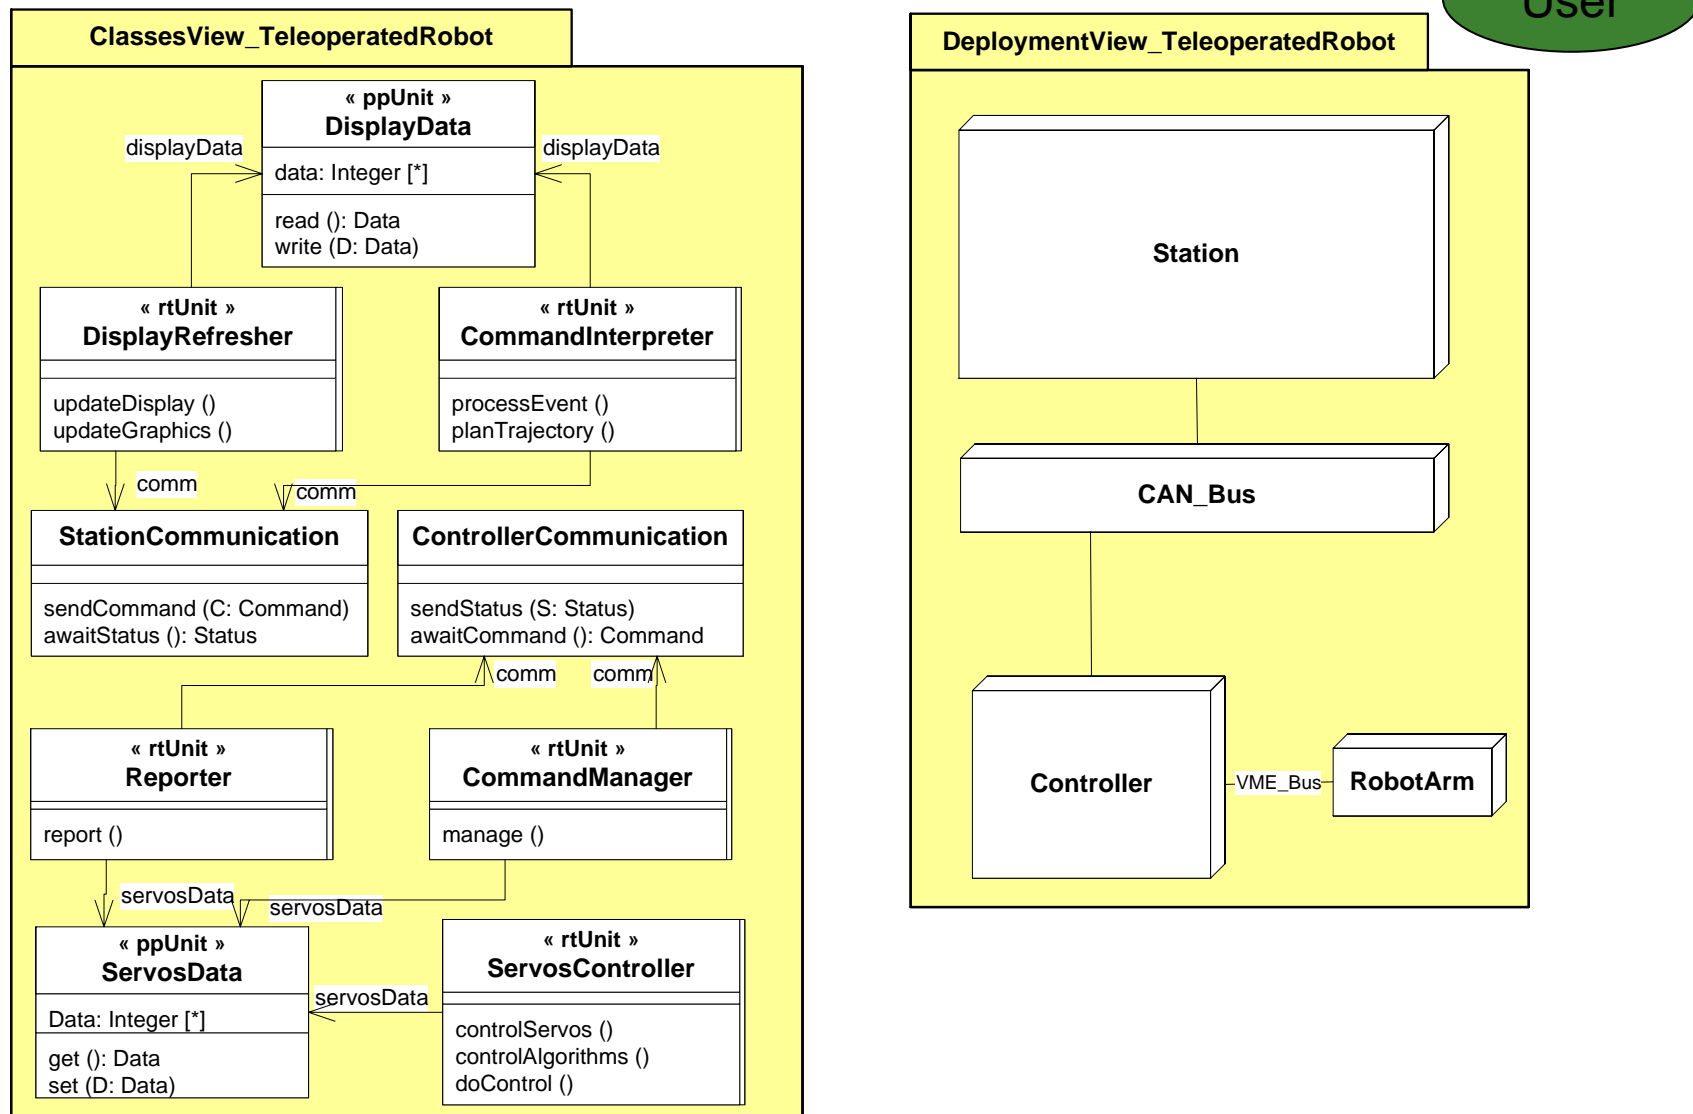 User
ClassesView_TeleoperatedRobot
« ppUnit »
DisplayData
data: Integer [*]
read (): Data
write (D: Data)
displayData
displayData
« rtUnit »
DisplayRefresher
updateDisplay ()
updateGraphics ()
« rtUnit »
CommandInterpreter
processEvent ()
planTrajectory ()
comm
comm
StationCommunication
sendCommand (C: Command)
awaitStatus (): Status
ControllerCommunication
sendStatus (S: Status)
awaitCommand (): Command
comm
comm
« rtUnit »
Reporter
report ()
« rtUnit »
CommandManager
manage ()
servosData
servosData
« ppUnit »
ServosData
Data: Integer [*]
get (): Data
set (D: Data)
servosData
« rtUnit »
ServosController
controlServos ()
controlAlgorithms ()
doControl ()
DeploymentView_TeleoperatedRobot
Station
CAN_Bus
Controller
VME_Bus
RobotArm